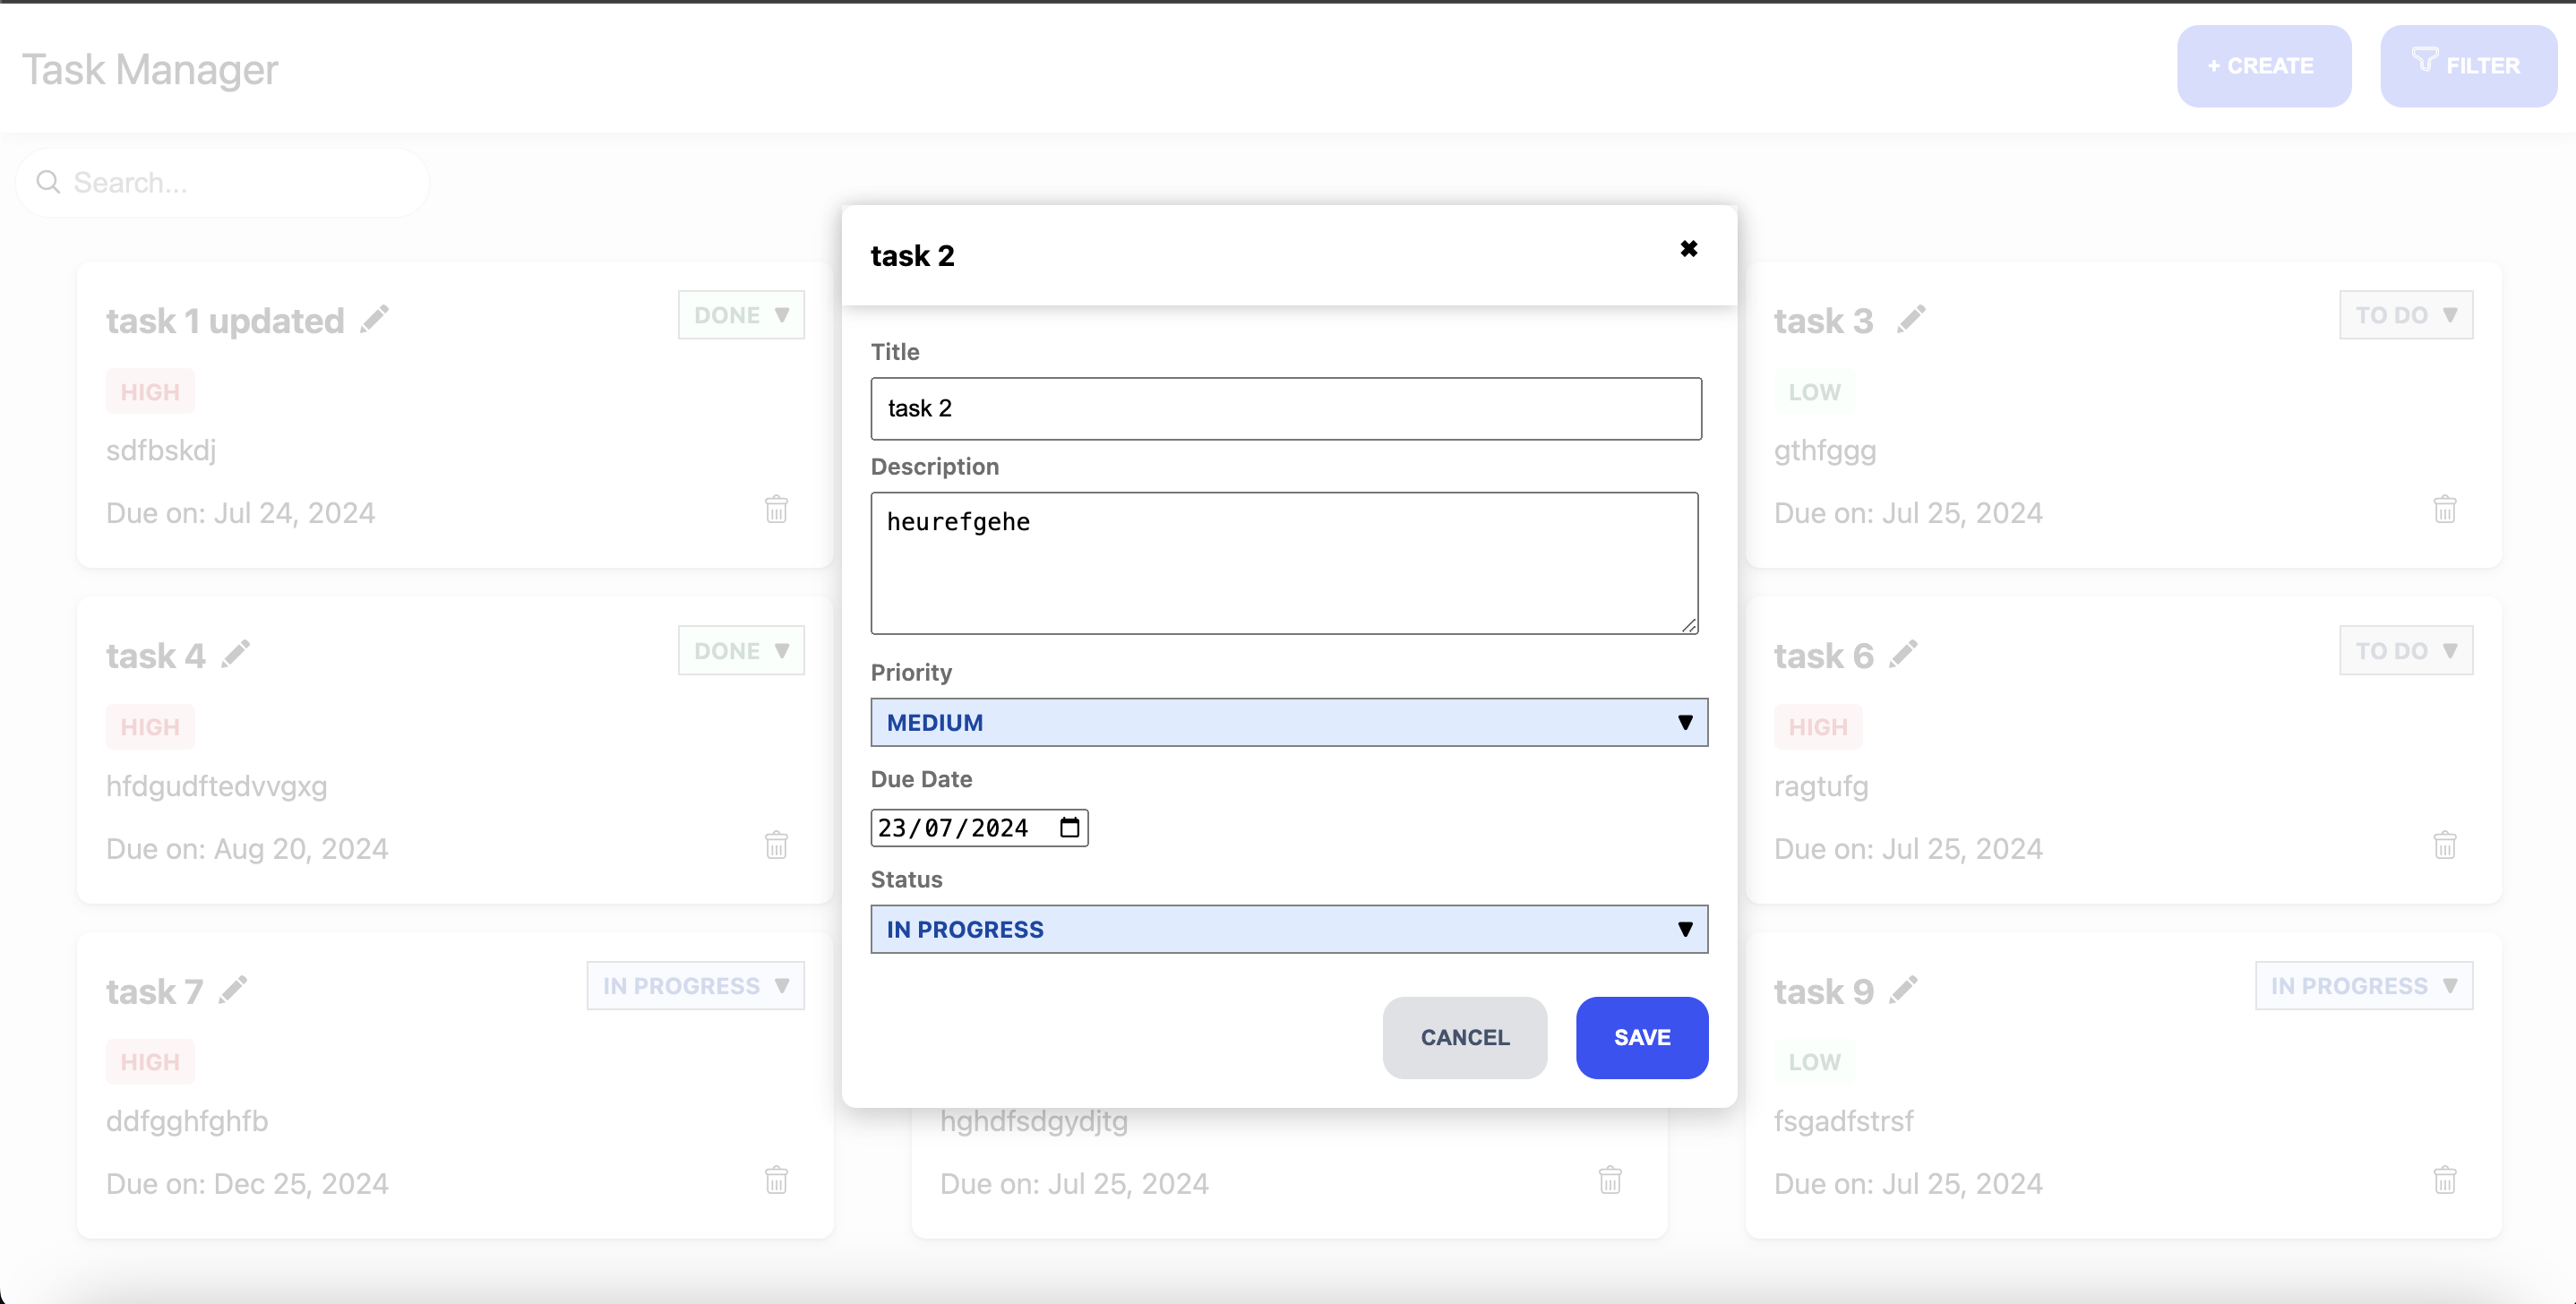 Task Manager
+ CREATE
FILTER
Search...
task 1 updated
DONE ▼
HIGH
sdfbskdj
Due on: Jul 24, 2024
task 3
TO DO ▼
LOW
gthfggg
Due on: Jul 25, 2024
task 4
DONE ▼
HIGH
hfdgudftedvvgxg
Due on: Aug 20, 2024
task 6
TO DO ▼
HIGH
ragtufg
Due on: Jul 25, 2024
task 7
IN PROGRESS ▼
HIGH
ddfgghfghfb
Due on: Dec 25, 2024
hghdfsdgydjtg
Due on: Jul 25, 2024
task 9
IN PROGRESS ▼
LOW
fsgadfstrsf
Due on: Jul 25, 2024
task 2
✖
Title
task 2
Description
heurefgehe
Priority
MEDIUM ▼
Due Date
23/07/2024
Status
IN PROGRESS ▼
CANCEL
SAVE